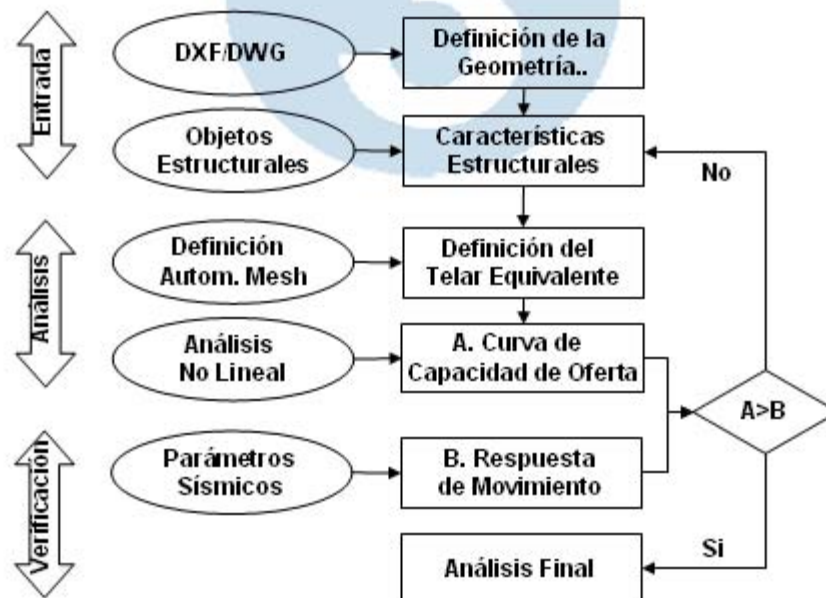 Entrada
DXF/DWG
Definición de la
Geometría..
Objetos
Estructurales
Características
Estructurales
No
Análisis
Definición
Autom. Mesh
Definición del
Telar Equivalente
Análisis
No Lineal
A. Curva de
Capacidad de Oferta
A>B
Verificación
Parámetros
Sísmicos
B. Respuesta
de Movimiento
Si
Análisis Final